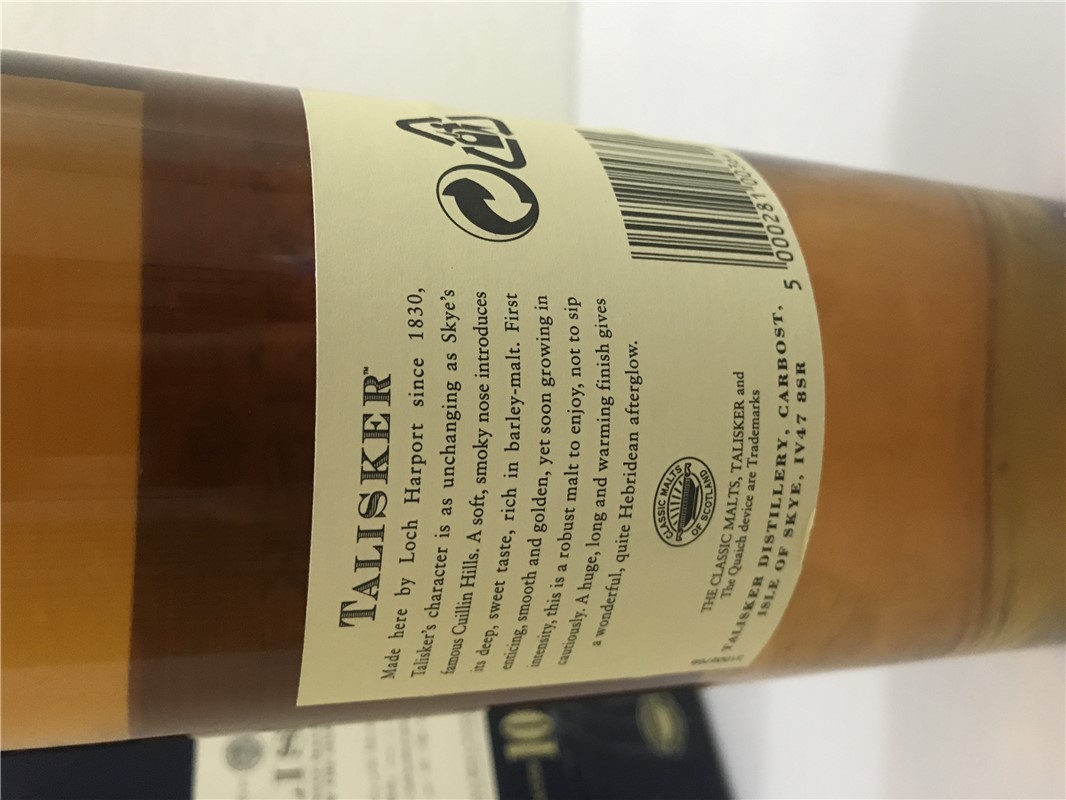 TALISKER™
Made here by Loch Harport since 1830,
Talisker's character is as unchanging as Skye's
famous Cuillin Hills. A soft, smoky nose introduces
its deep, sweet taste, rich in barley-malt. First
enticing, smooth and golden, yet soon growing in
intensity, this is a robust malt to enjoy, not to sip
cautiously. A huge, long and warming finish gives
a wonderful, quite Hebridean afterglow.
CLASSIC MALTS
OF SCOTLAND
THE CLASSIC MALTS, TALISKER and
The Quaich device are Trademarks
TALISKER DISTILLERY, CARBOST,
ISLE OF SKYE, IV47 8SR
5 000281 003
10